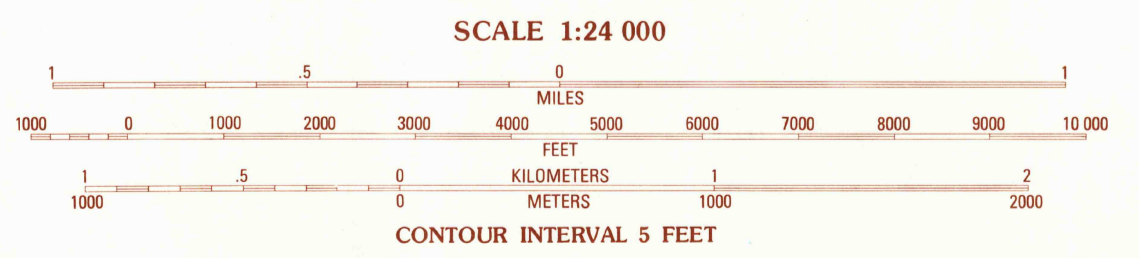 SCALE 1:24 000
1 .5 0 1
MILES
1000 0 1000 2000 3000 4000 5000 6000 7000 8000 9000 10 000
FEET
1 .5 0 KILOMETERS 1 2
1000 0 METERS 1000 2000
CONTOUR INTERVAL 5 FEET